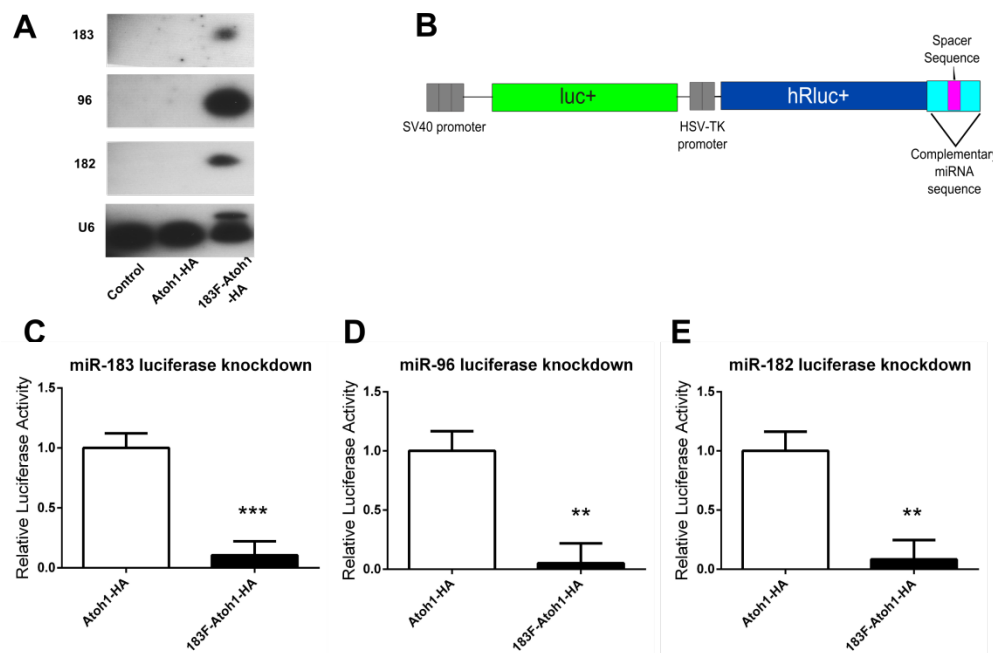 A
183
96
182
U6
Control
Atoh1-HA
183F-Atoh1
-HA
B
Spacer
Sequence
luc+
hRluc+
SV40 promoter
HSV-TK
promoter
Complementary
miRNA
sequence
C
miR-183 luciferase knockdown
Relative Luciferase Activity
1.5
1.0
0.5
0.0
***
Atoh1-HA
183F-Atoh1-HA
D
miR-96 luciferase knockdown
Relative Luciferase Activity
1.5
1.0
0.5
0.0
**
Atoh1-HA
183F-Atoh1-HA
E
miR-182 luciferase knockdown
Relative Luciferase Activity
1.5
1.0
0.5
0.0
**
Atoh1-HA
183F-Atoh1-HA